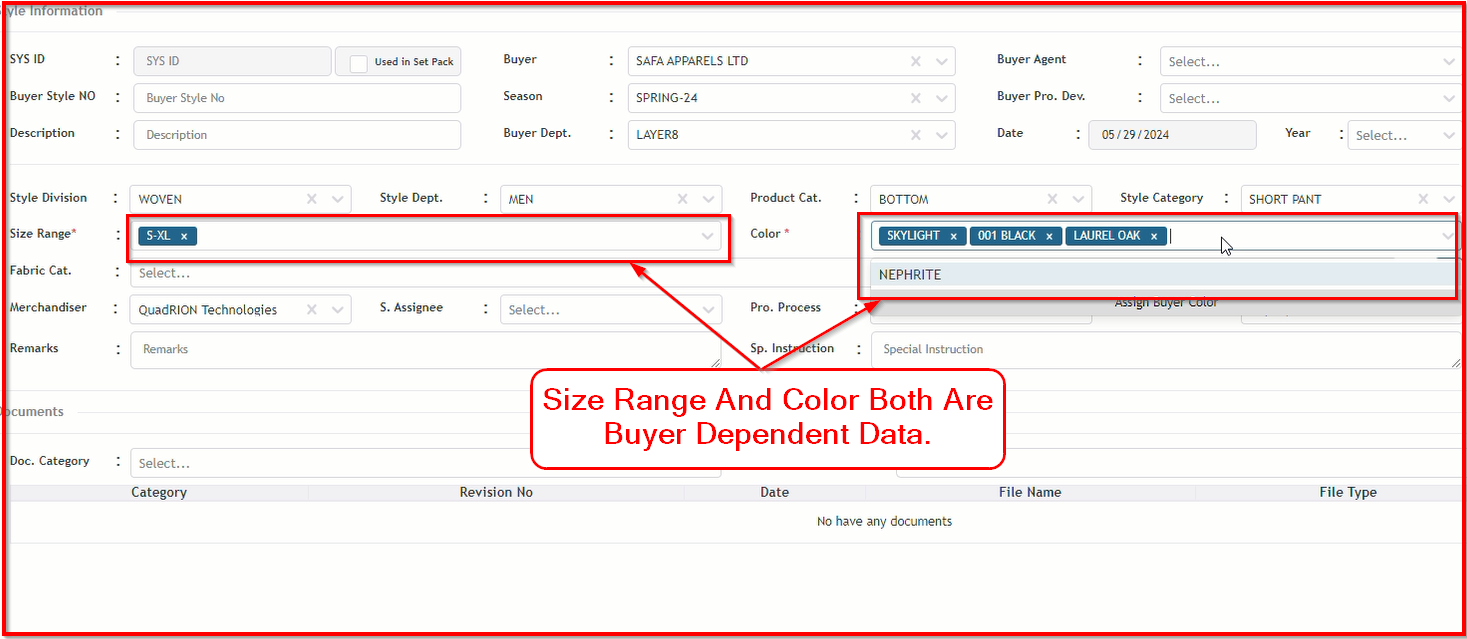 Style Information
SYS ID : SYS ID Used in Set Pack Buyer : SAFA APPARELS LTD Buyer Agent : Select...
Buyer Style NO : Buyer Style No Season : SPRING-24 Buyer Pro. Dev. : Select...
Description : Description Buyer Dept. : LAYER8 Date : 05/29/2024 Year : Select...
Style Division : WOVEN Style Dept. : MEN Product Cat. : BOTTOM Style Category : SHORT PANT
Size Range* : S-XL × Color * SKYLIGHT × 001 BLACK × LAUREL OAK ×
Fabric Cat. : Select... NEPHRITE
Merchandiser : QuadRION Technologies S. Assignee : Select... Pro. Process : Assign Buyer Color
Remarks : Remarks Sp. Instruction : Special Instruction
Size Range And Color Both Are
Buyer Dependent Data.
Documents
Doc. Category : Select...
Category Revision No Date File Name File Type
No have any documents